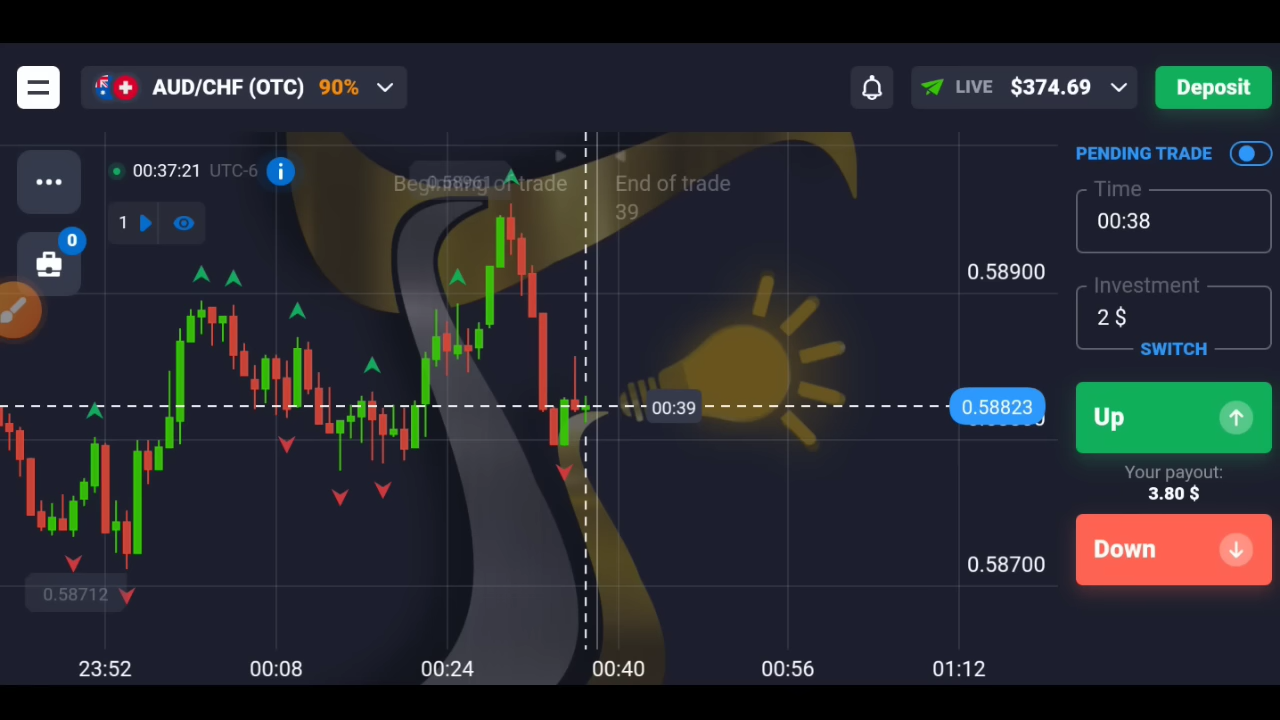 AUD/CHF (OTC) 90%
LIVE $374.69
Deposit
00:37:21 UTC-6
PENDING TRADE
Beginning of trade
0.58961
End of trade
39
Time
00:38
1
0
0.58900
Investment
2 $
SWITCH
00:39
0.58823
Up
Your payout:
3.80 $
Down
0.58700
0.58712
23:52 00:08 00:24 00:40 00:56 01:12